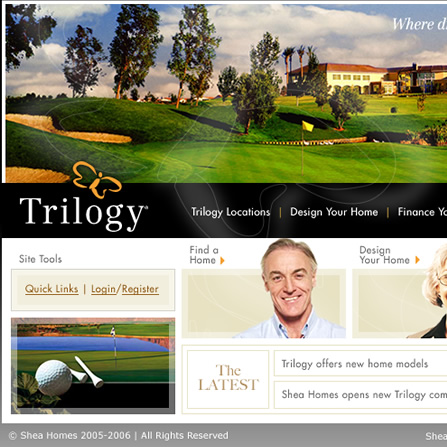 Where d
Trilogy®
Trilogy Locations | Design Your Home | Finance Yo
Site Tools
Quick Links | Login/Register
Find a
Home
Design
Your Home
The
LATEST
Trilogy offers new home models
Shea Homes opens new Trilogy com
© Shea Homes 2005-2006 | All Rights Reserved
Shea